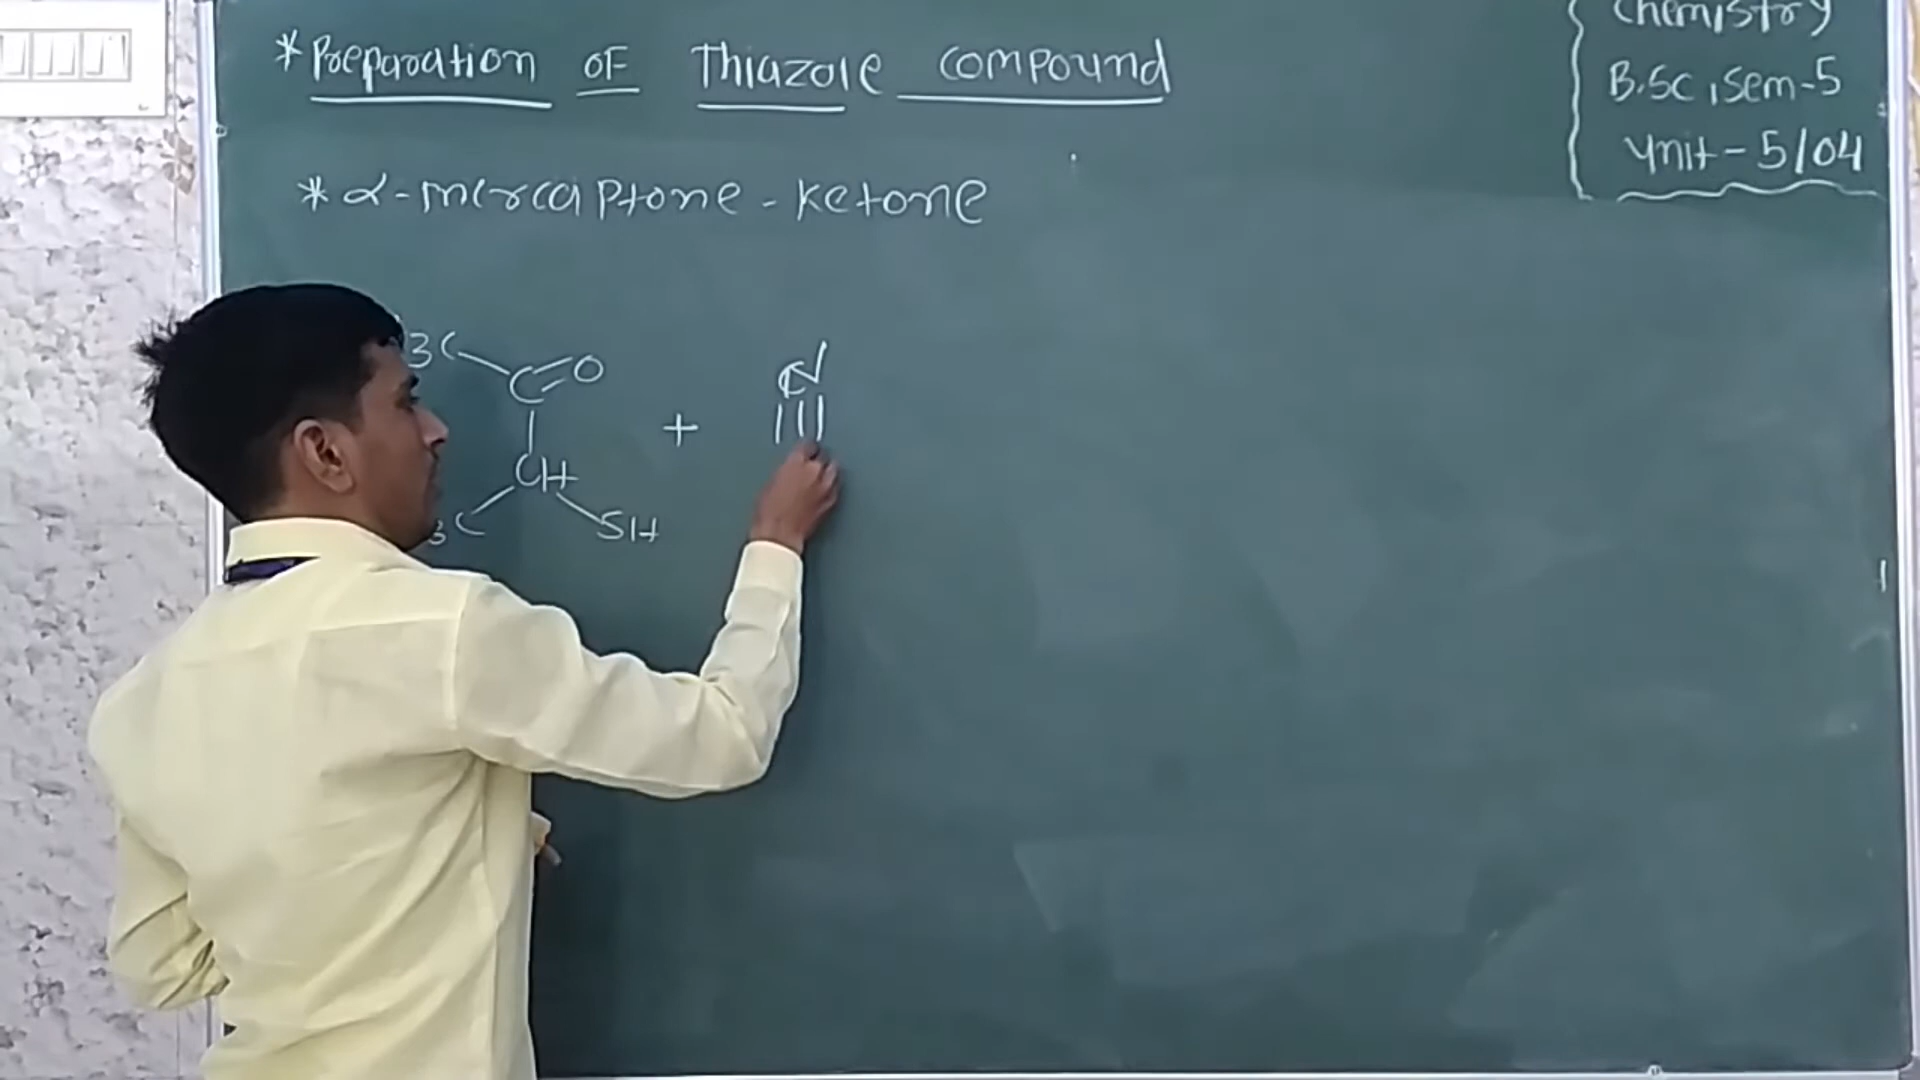 * Preparation of Thiazole compound
chemistry
B.Sc, Sem-5
Unit - 5/04
* α-mercaptone - ketone
3C C=O
+ N
CH
3C SH